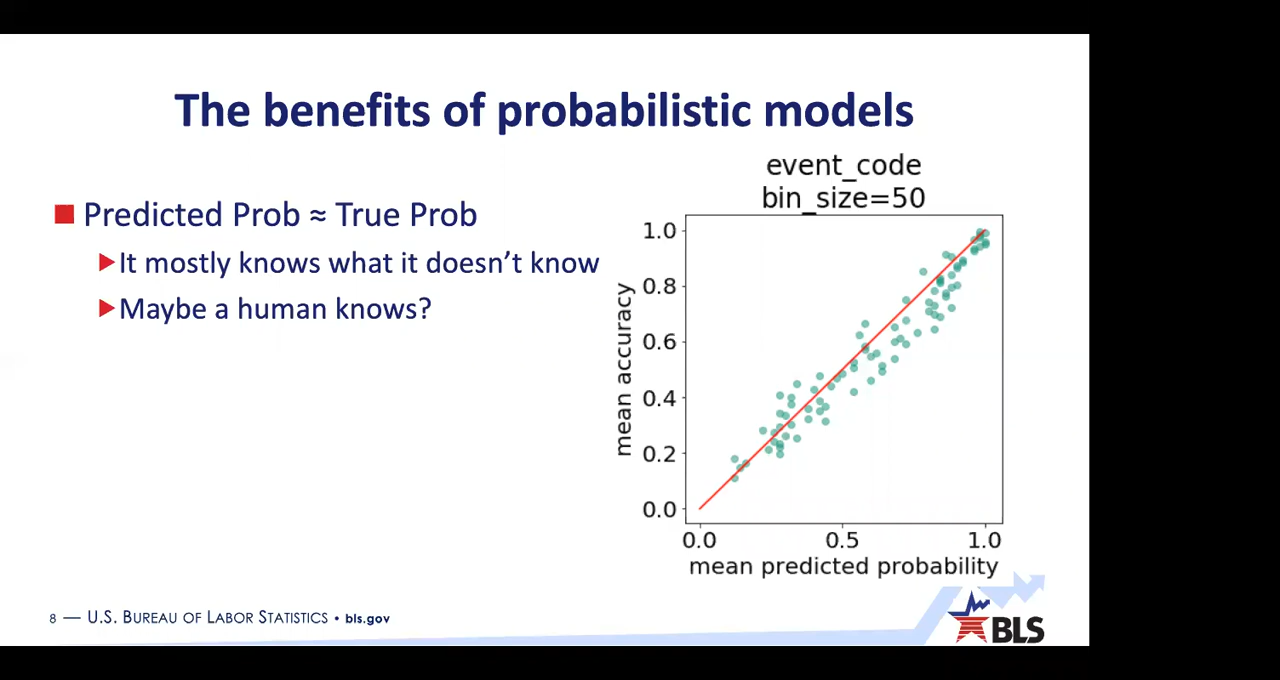 The benefits of probabilistic models
Predicted Prob ≈ True Prob
It mostly knows what it doesn't know
Maybe a human knows?
event_code
bin_size=50
mean accuracy
1.0
0.8
0.6
0.4
0.2
0.0
0.0 0.5 1.0
mean predicted probability
8 — U.S. BUREAU OF LABOR STATISTICS • bls.gov
BLS